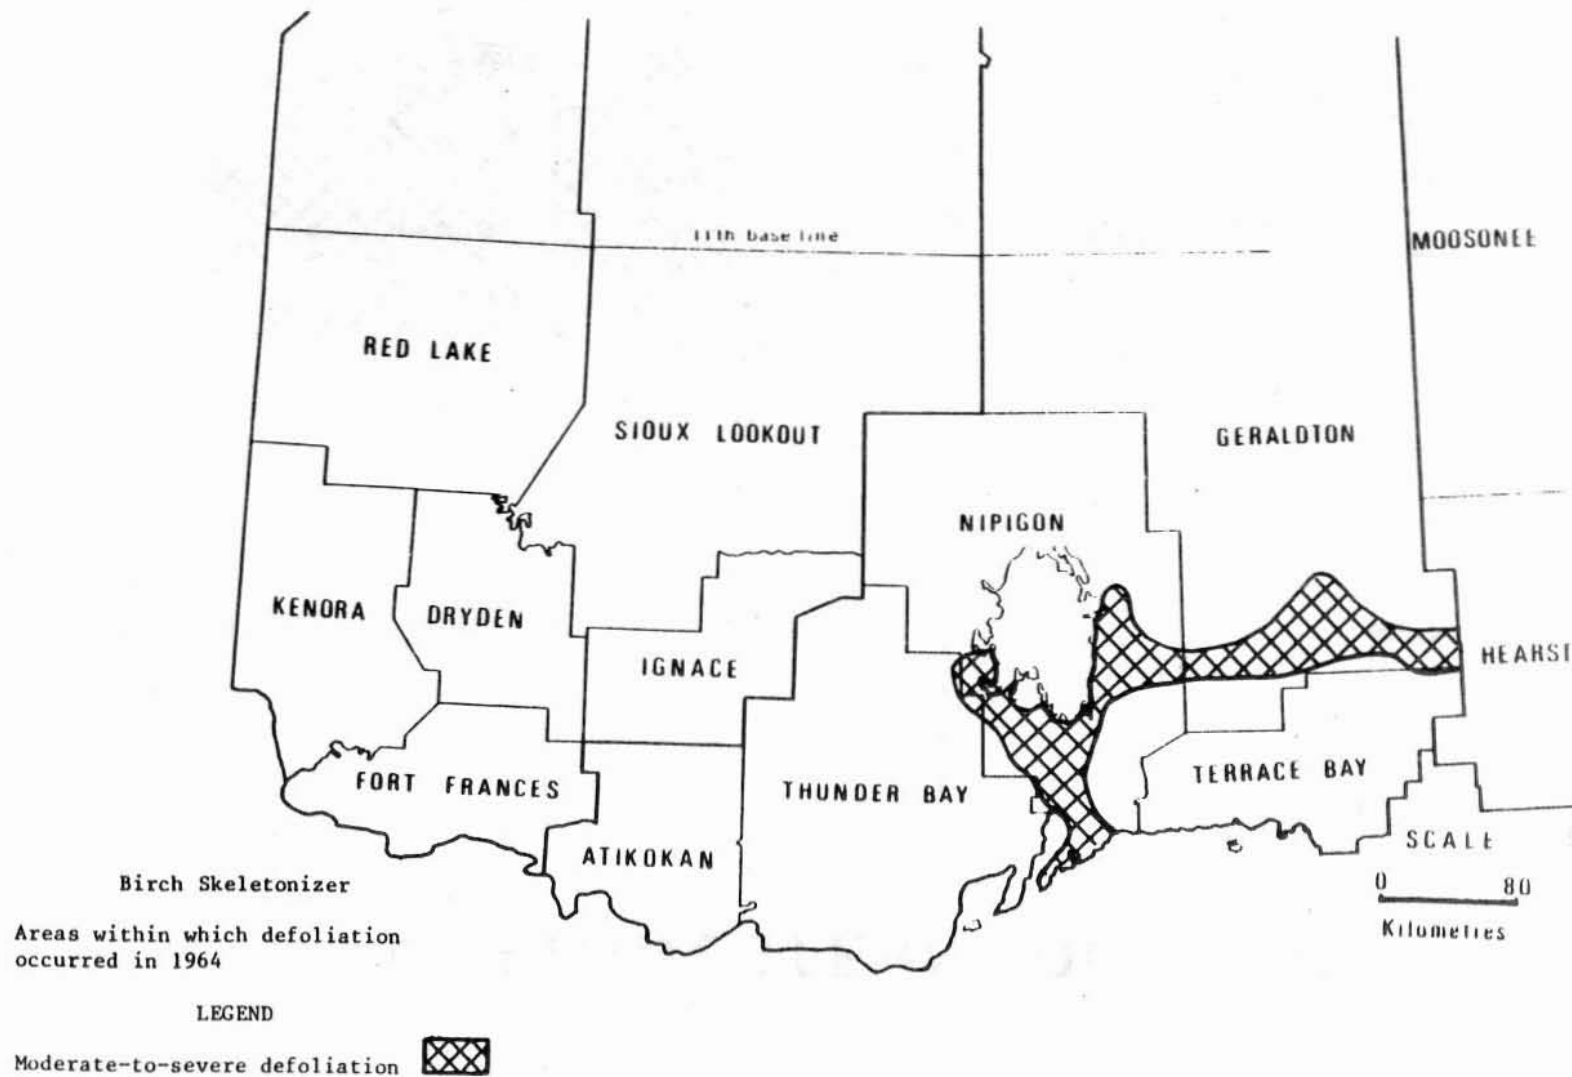 11th base line
MOOSONEE
RED LAKE
SIOUX LOOKOUT
GERALDTON
NIPIGON
KENORA
DRYDEN
IGNACE
HEARST
FORT FRANCES
THUNDER BAY
TERRACE BAY
ATIKOKAN
SCALE
0 80
Kilometres
Birch Skeletonizer
Areas within which defoliation
occurred in 1964
LEGEND
Moderate-to-severe defoliation